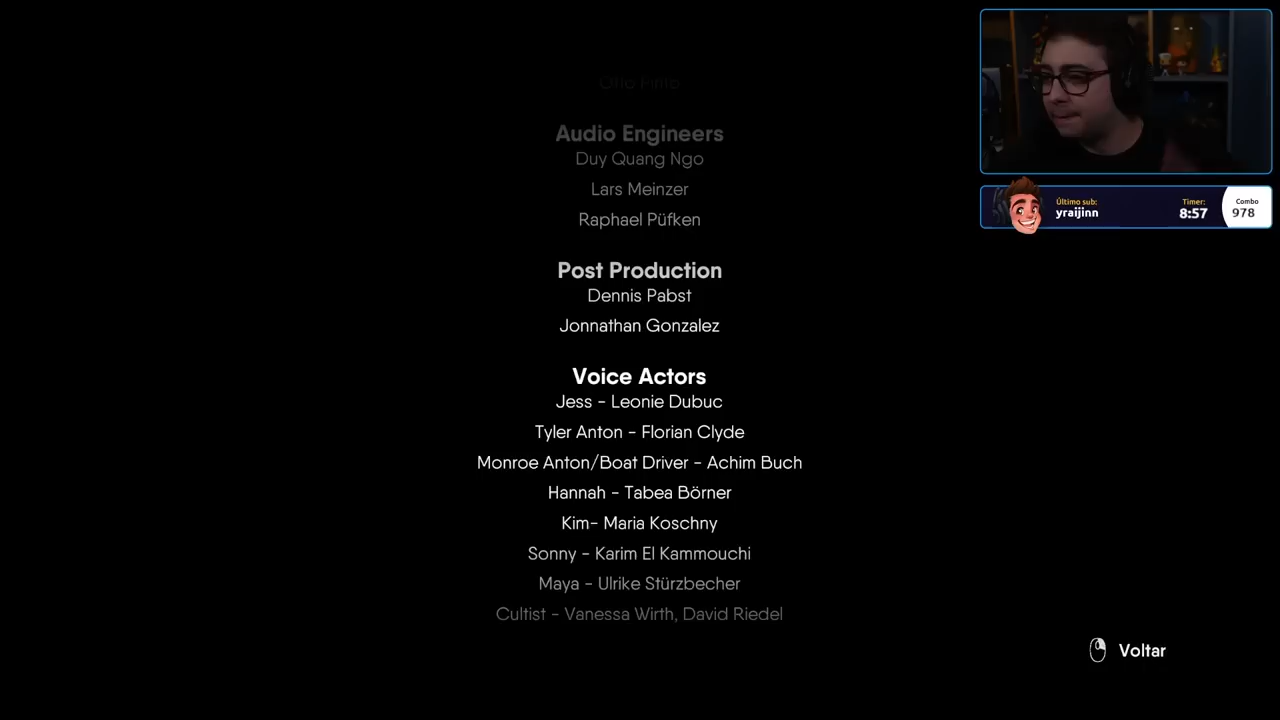 Otto Pinto
Audio Engineers
Duy Quang Ngo
Lars Meinzer
Raphael Püfken
Post Production
Dennis Pabst
Jonnathan Gonzalez
Voice Actors
Jess - Leonie Dubuc
Tyler Anton - Florian Clyde
Monroe Anton/Boat Driver - Achim Buch
Hannah - Tabea Börner
Kim- Maria Koschny
Sonny - Karim El Kammouchi
Maya - Ulrike Stürzbecher
Cultist - Vanessa Wirth, David Riedel
Último sub:
yraijinn
Timer:
8:57
Combo
978
Voltar